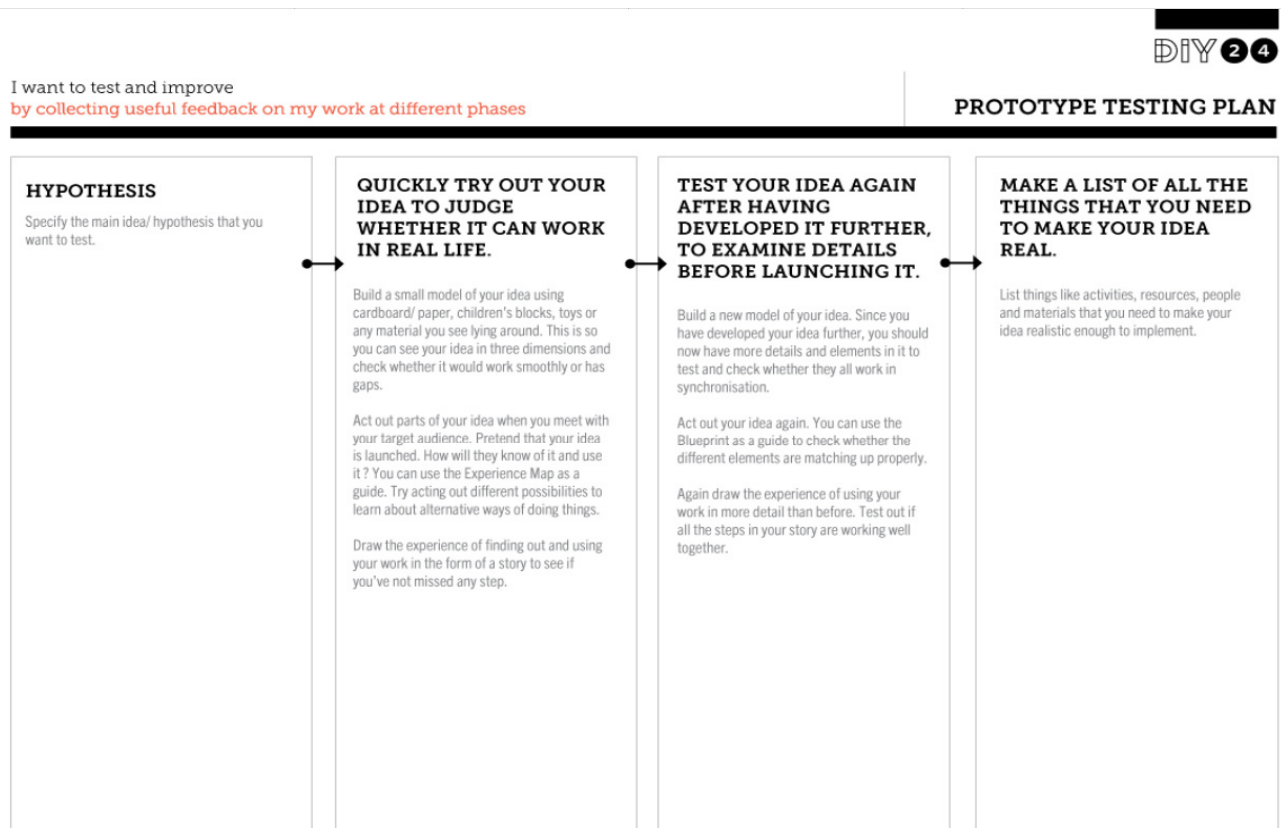 DIY 2 4
I want to test and improve
by collecting useful feedback on my work at different phases
PROTOTYPE TESTING PLAN
HYPOTHESIS
Specify the main idea/ hypothesis that you
want to test.
QUICKLY TRY OUT YOUR
IDEA TO JUDGE
WHETHER IT CAN WORK
IN REAL LIFE.
Build a small model of your idea using
cardboard/ paper, children's blocks, toys or
any material you see lying around. This is so
you can see your idea in three dimensions and
check whether it would work smoothly or has
gaps.
Act out parts of your idea when you meet with
your target audience. Pretend that your idea
is launched. How will they know of it and use
it ? You can use the Experience Map as a
guide. Try acting out different possibilities to
learn about alternative ways of doing things.
Draw the experience of finding out and using
your work in the form of a story to see if
you've not missed any step.
TEST YOUR IDEA AGAIN
AFTER HAVING
DEVELOPED IT FURTHER,
TO EXAMINE DETAILS
BEFORE LAUNCHING IT.
Build a new model of your idea. Since you
have developed your idea further, you should
now have more details and elements in it to
test and check whether they all work in
synchronisation.
Act out your idea again. You can use the
Blueprint as a guide to check whether the
different elements are matching up properly.
Again draw the experience of using your
work in more detail than before. Test out if
all the steps in your story are working well
together.
MAKE A LIST OF ALL THE
THINGS THAT YOU NEED
TO MAKE YOUR IDEA
REAL.
List things like activities, resources, people
and materials that you need to make your
idea realistic enough to implement.